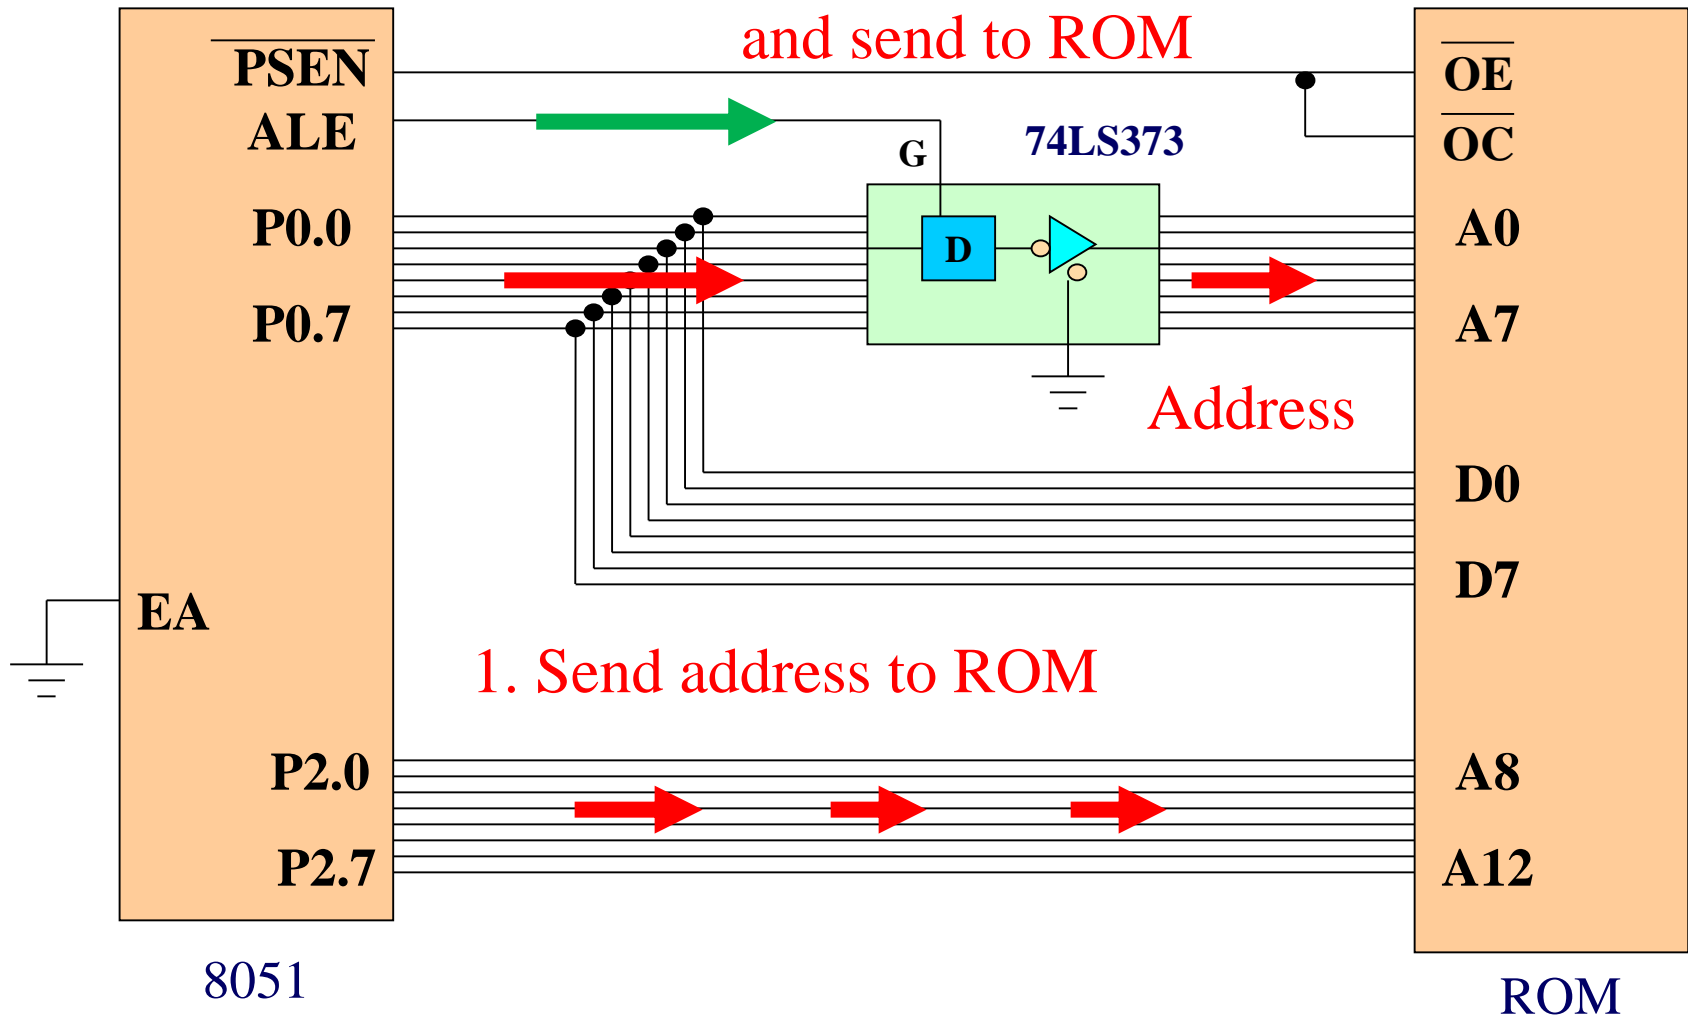 and send to ROM
PSEN
OE
ALE
74LS373
OC
G
P0.0
A0
D
P0.7
A7
Address
D0
D7
EA
1. Send address to ROM
P2.0
A8
P2.7
A12
8051
ROM